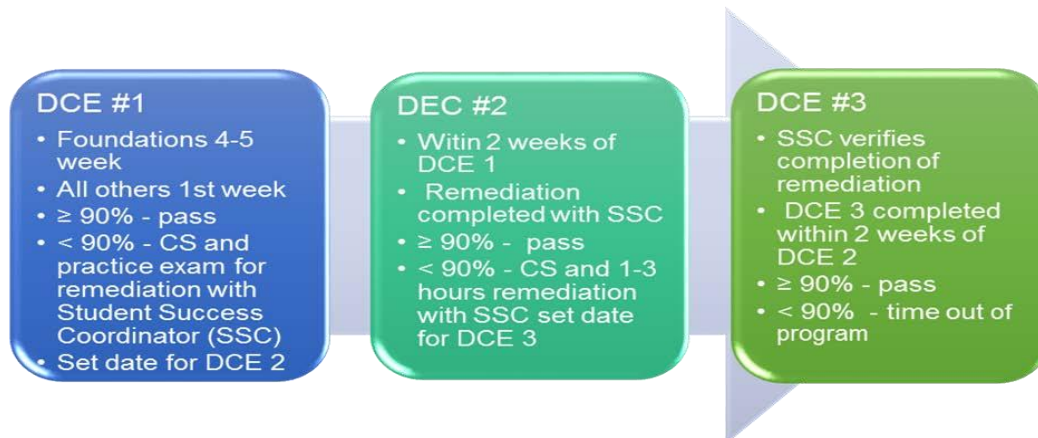 DCE #1
• Foundations 4-5
week
• All others 1st week
• ≥ 90% - pass
• < 90% - CS and
practice exam for
remediation with
Student Success
Coordinator (SSC)
• Set date for DCE 2
DEC #2
• Witin 2 weeks of
DCE 1
• Remediation
completed with SSC
• ≥ 90% - pass
• < 90% - CS and 1-3
hours remediation
with SSC set date
for DCE 3
DCE #3
• SSC verifies
completion of
remediation
• DCE 3 completed
within 2 weeks of
DCE 2
• ≥ 90% - pass
• < 90% - time out of
program